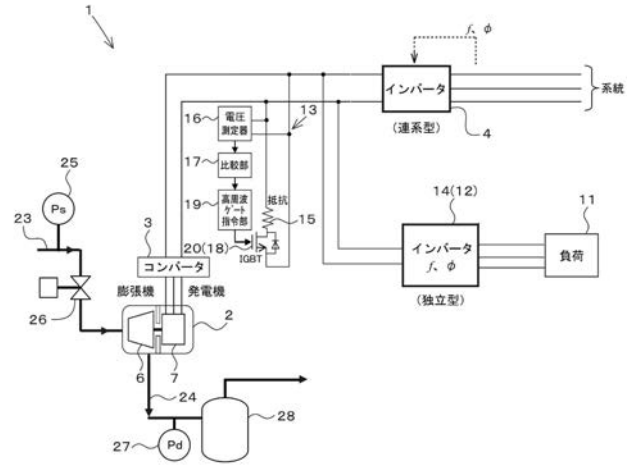 1
f、φ
インバータ
系統
(連系型)
4
16
電圧
測定器
13
17
比較部
19
高周波
ゲート
指令部
抵抗
15
20(18)
IGBT
14(12)
11
インバータ
f、φ
負荷
(独立型)
25
Ps
23
3
コンバータ
膨張機
発電機
26
2
6
7
24
28
27
Pd